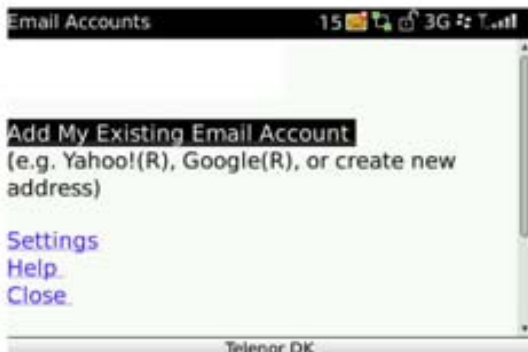 Email Accounts 15 3G
Add My Existing Email Account
(e.g. Yahoo!(R), Google(R), or create new
address)
Settings
Help
Close
Telenor DK